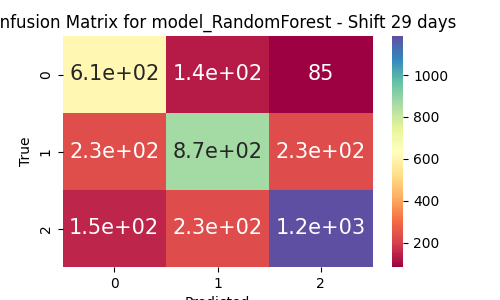 nfusion Matrix for model_RandomForest - Shift 29 days
0 6.1e+02 1.4e+02 85
1 2.3e+02 8.7e+02 2.3e+02
2 1.5e+02 2.3e+02 1.2e+03
0 1 2
True
Predicted
1000
800
600
400
200